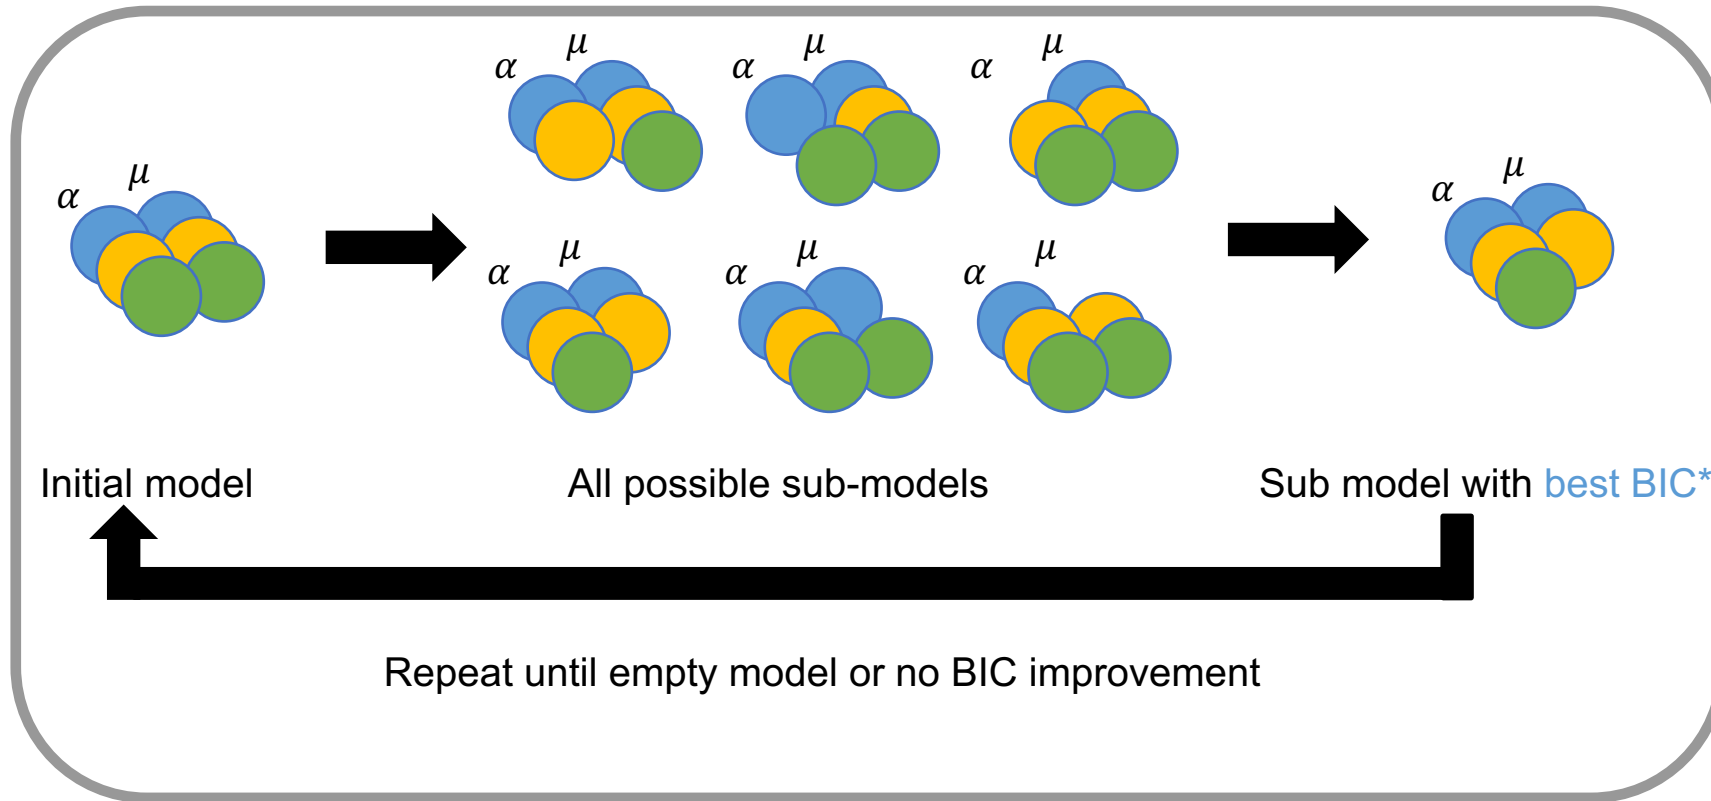 α μ
α μ
α μ
α μ
α μ
α μ
α μ
α μ
Initial model
All possible sub-models
Sub model with best BIC*
Repeat until empty model or no BIC improvement